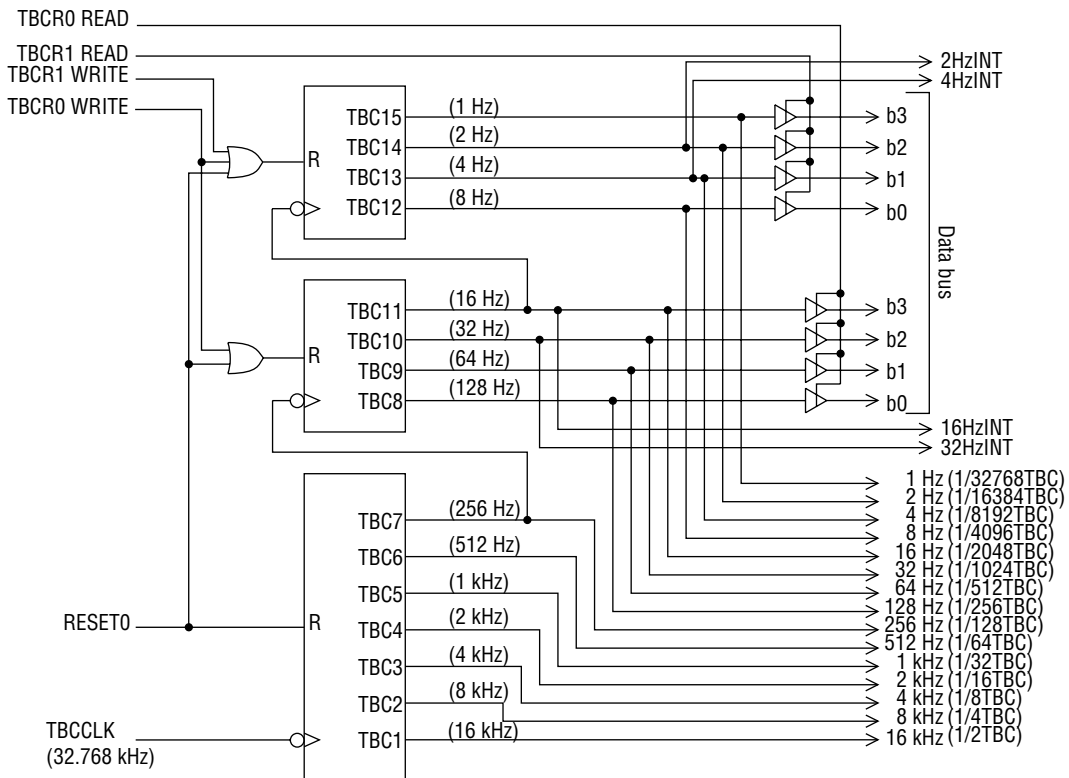 TBCR0 READ
TBCR1 READ
TBCR1 WRITE
TBCR0 WRITE
2HzINT
4HzINT
R
TBC15 (1 Hz)
TBC14 (2 Hz)
TBC13 (4 Hz)
TBC12 (8 Hz)
b3
b2
b1
b0
Data bus
R
TBC11 (16 Hz)
TBC10 (32 Hz)
TBC9 (64 Hz)
TBC8 (128 Hz)
b3
b2
b1
b0
16HzINT
32HzINT
RESET0
R
TBCCLK
(32.768 kHz)
TBC7 (256 Hz)
TBC6 (512 Hz)
TBC5 (1 kHz)
TBC4 (2 kHz)
TBC3 (4 kHz)
TBC2 (8 kHz)
TBC1 (16 kHz)
1 Hz (1/32768TBC)
2 Hz (1/16384TBC)
4 Hz (1/8192TBC)
8 Hz (1/4096TBC)
16 Hz (1/2048TBC)
32 Hz (1/1024TBC)
64 Hz (1/512TBC)
128 Hz (1/256TBC)
256 Hz (1/128TBC)
512 Hz (1/64TBC)
1 kHz (1/32TBC)
2 kHz (1/16TBC)
4 kHz (1/8TBC)
8 kHz (1/4TBC)
16 kHz (1/2TBC)